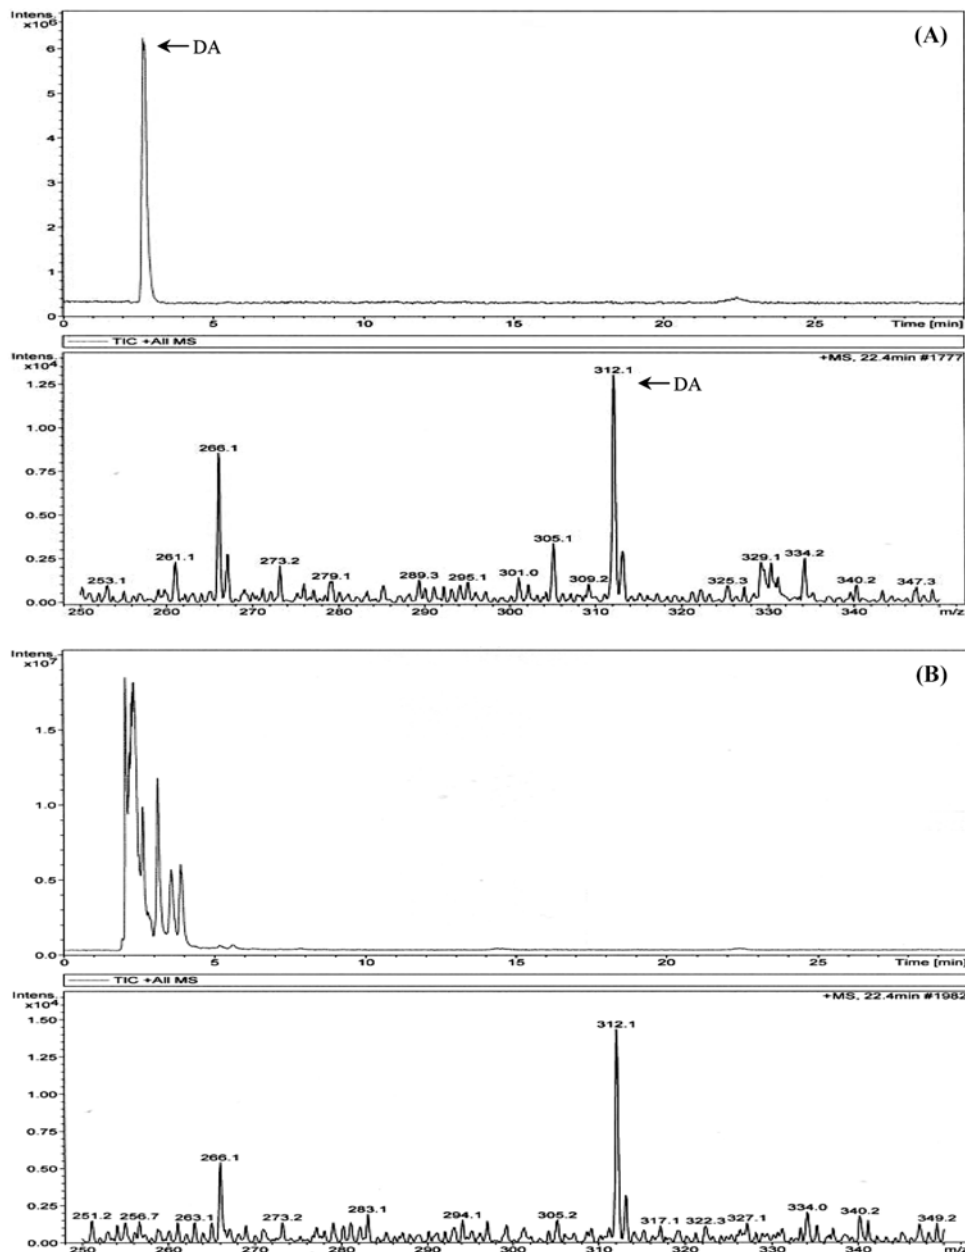 Intens.
x10⁶
(A)
← DA
6
5
4
3
2
1
0
0 5 10 15 20 25 Time [min]
TIC +All MS
Intens.
x10⁴
+MS, 22.4min #1777
312.1
← DA
1.25
1.00
266.1
0.75
0.50
305.1
0.25
253.1 261.1 273.2 279.1 289.3 295.1 301.0 309.2 325.3 329.1 334.2 340.2 347.3
0.00
250 260 270 280 290 300 310 320 330 340 m/z
Intens.
x10⁷
(B)
1.5
1.0
0.5
0.0
0 5 10 15 20 25 Time [min]
TIC +All MS
Intens.
x10⁴
+MS, 22.4min #1982
1.50
312.1
1.25
1.00
0.75
266.1
0.50
0.25
251.2 256.7 263.1 273.2 283.1 294.1 305.2 317.1 322.3 327.1 334.0 340.2 349.2
0.00
250 260 270 280 290 300 310 320 330 340 m/z